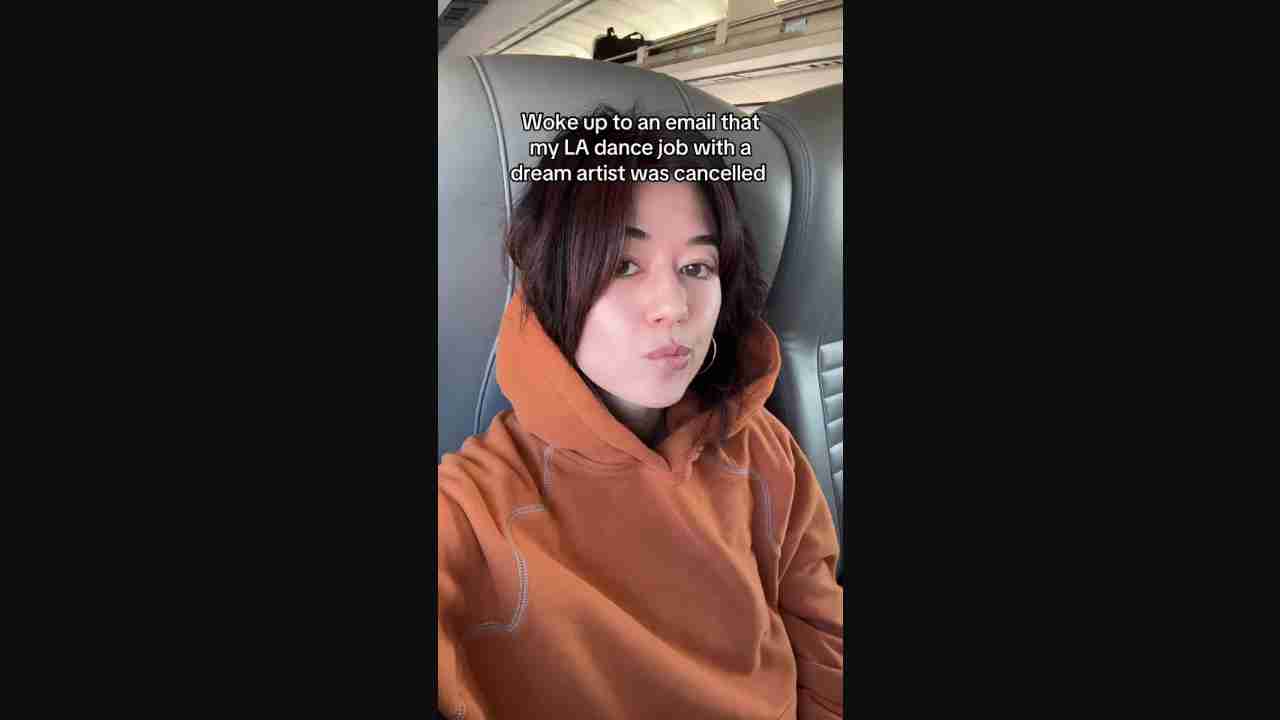 Woke up to an email that
my LA dance job with a
dream artist was cancelled